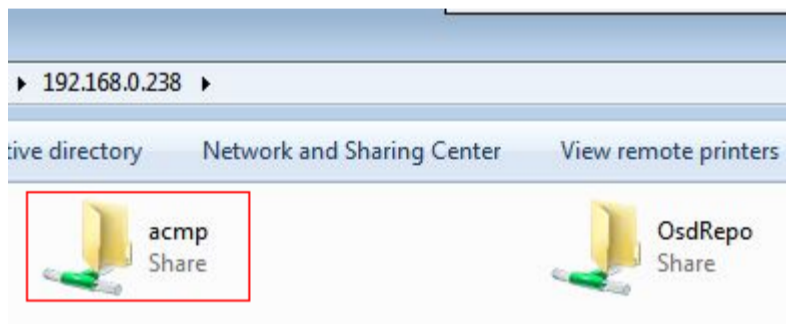 192.168.0.238
tive directory Network and Sharing Center View remote printers
acmp OsdRepo
Share Share